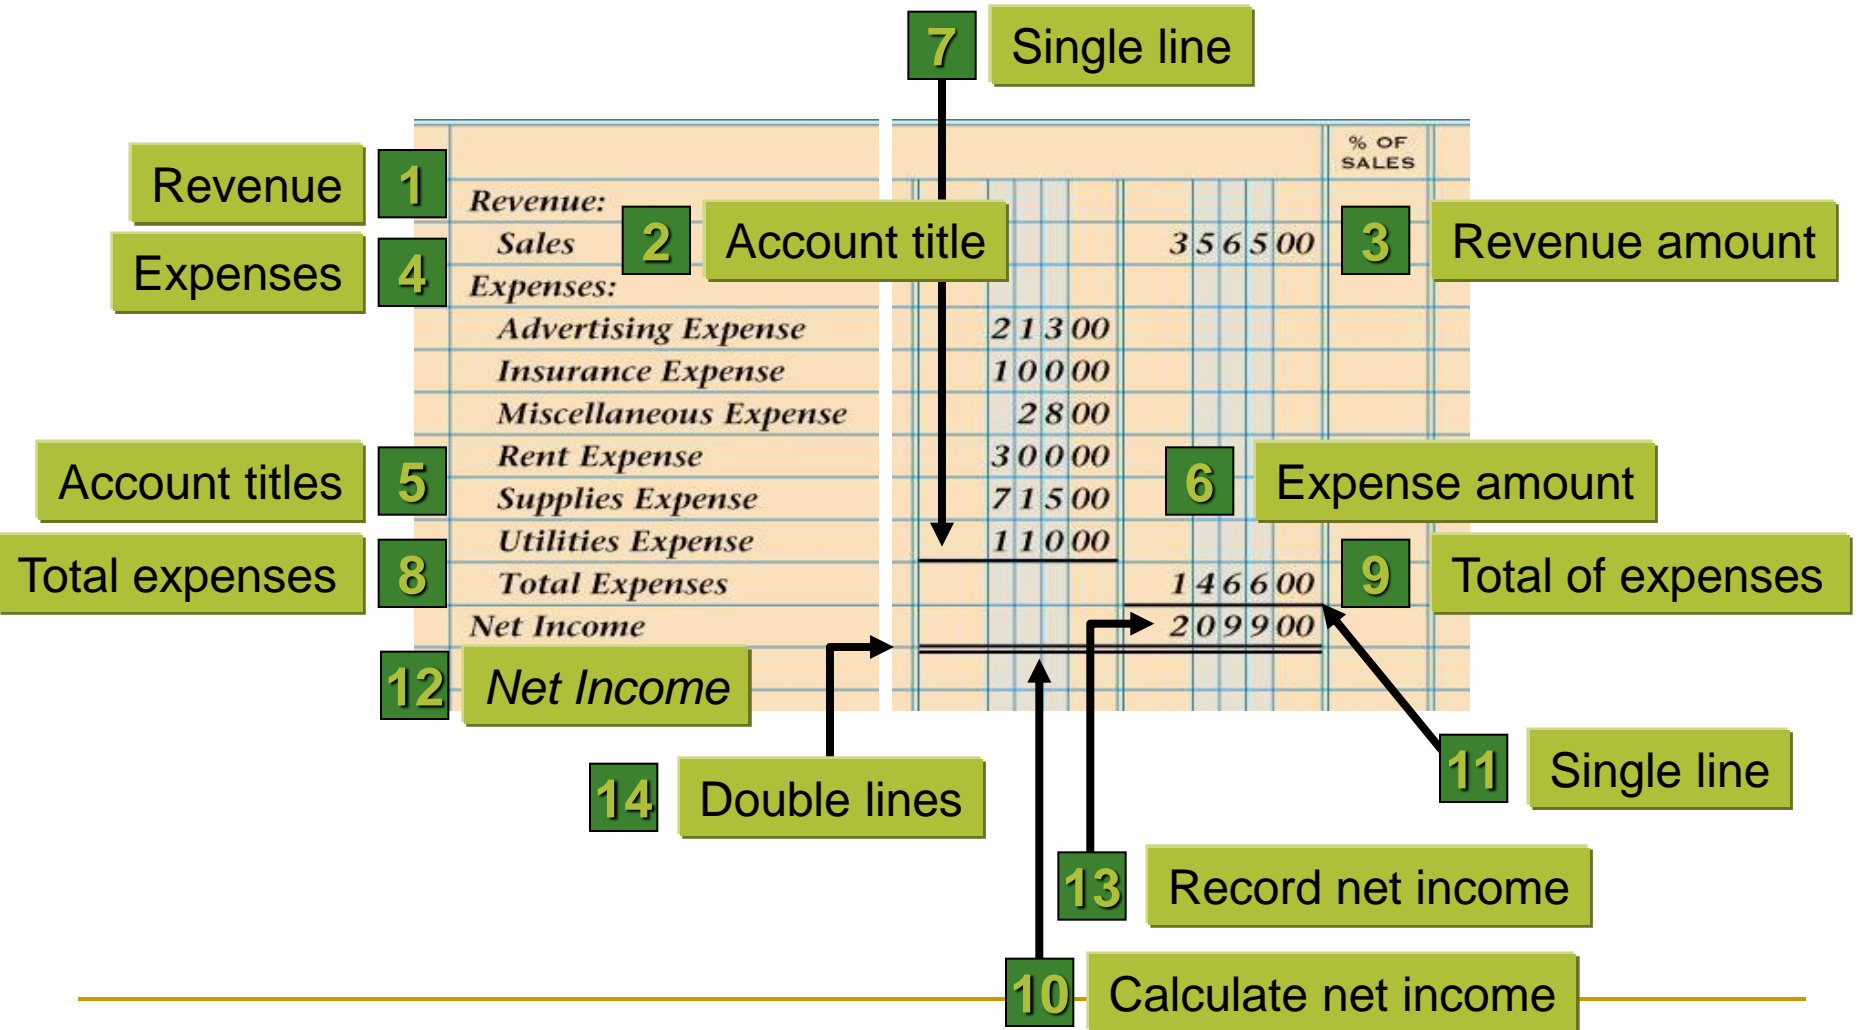 7 Single line
% OF
SALES
Revenue 1
Revenue:
Sales 2 Account title 3 5 6 5 00 3 Revenue amount
Expenses 4
Expenses:
Advertising Expense 2 1 3 00
Insurance Expense 1 0 0 00
Miscellaneous Expense 2 8 00
Rent Expense 3 0 0 00
Account titles 5 6 Expense amount
Supplies Expense 7 1 5 00
Utilities Expense 1 1 0 00
Total expenses 8 Total Expenses 1 4 6 6 00 9 Total of expenses
Net Income 2 0 9 9 00
12 Net Income
11 Single line
14 Double lines
13 Record net income
10 Calculate net income